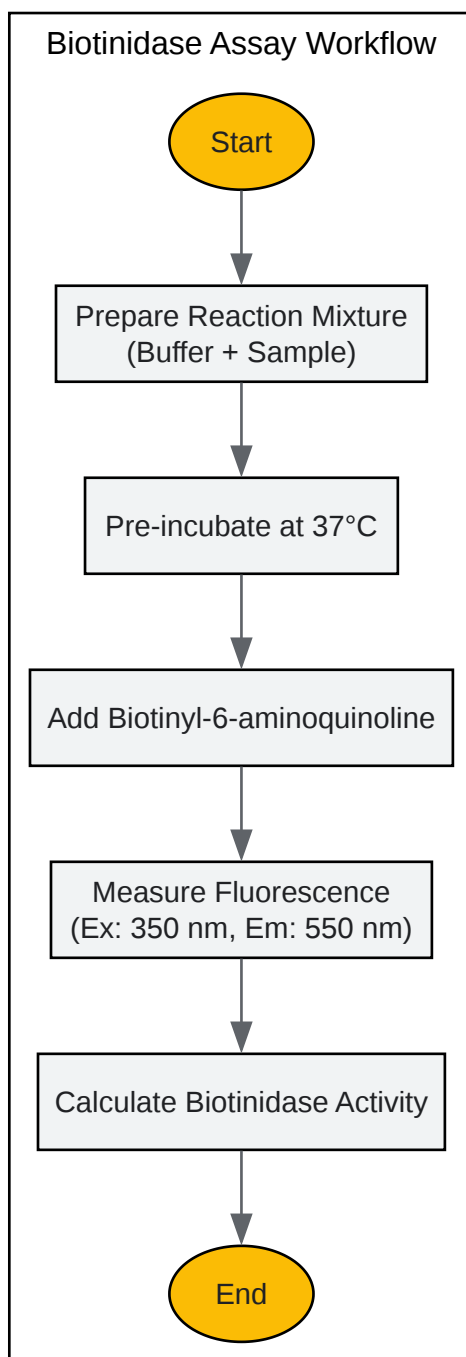 Biotinidase Assay Workflow
Start
Prepare Reaction Mixture
(Buffer + Sample)
Pre-incubate at 37°C
Add Biotinyl-6-aminoquinoline
Measure Fluorescence
(Ex: 350 nm, Em: 550 nm)
Calculate Biotinidase Activity
End